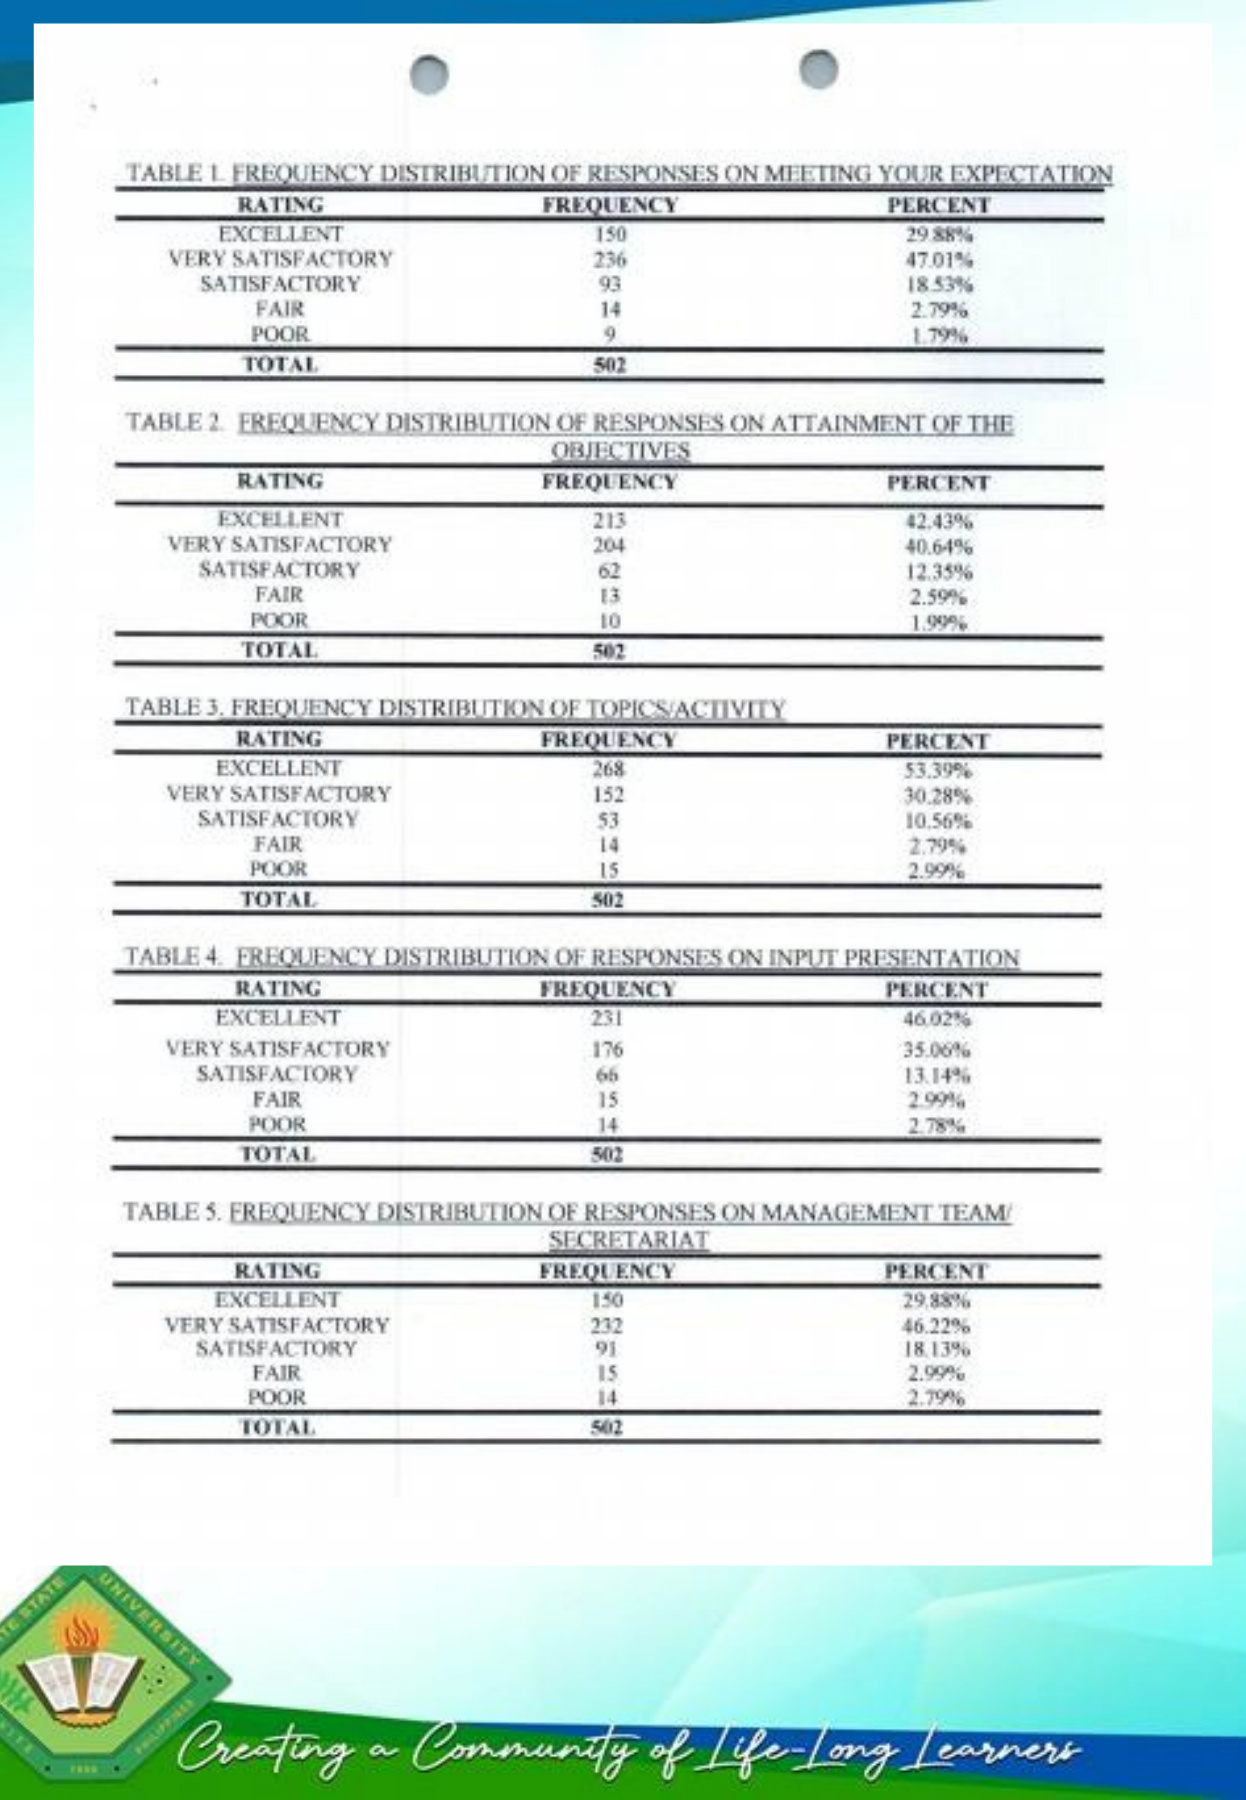 TABLE 1. FREQUENCY DISTRIBUTION OF RESPONSES ON MEETING YOUR EXPECTATION
RATING FREQUENCY PERCENT
EXCELLENT 150 29.88%
VERY SATISFACTORY 236 47.01%
SATISFACTORY 93 18.53%
FAIR 14 2.79%
POOR 9 1.79%
TOTAL 502
TABLE 2. FREQUENCY DISTRIBUTION OF RESPONSES ON ATTAINMENT OF THE
OBJECTIVES
RATING FREQUENCY PERCENT
EXCELLENT 213 42.43%
VERY SATISFACTORY 204 40.64%
SATISFACTORY 62 12.35%
FAIR 13 2.59%
POOR 10 1.99%
TOTAL 502
TABLE 3. FREQUENCY DISTRIBUTION OF TOPICS/ACTIVITY
RATING FREQUENCY PERCENT
EXCELLENT 268 53.39%
VERY SATISFACTORY 152 30.28%
SATISFACTORY 53 10.56%
FAIR 14 2.79%
POOR 15 2.99%
TOTAL 502
TABLE 4. FREQUENCY DISTRIBUTION OF RESPONSES ON INPUT PRESENTATION
RATING FREQUENCY PERCENT
EXCELLENT 231 46.02%
VERY SATISFACTORY 176 35.06%
SATISFACTORY 66 13.14%
FAIR 15 2.99%
POOR 14 2.78%
TOTAL 502
TABLE 5. FREQUENCY DISTRIBUTION OF RESPONSES ON MANAGEMENT TEAM/
SECRETARIAT
RATING FREQUENCY PERCENT
EXCELLENT 150 29.88%
VERY SATISFACTORY 232 46.22%
SATISFACTORY 91 18.13%
FAIR 15 2.99%
POOR 14 2.79%
TOTAL 502
STATE UNIVERSITY
PHILIPPINES
Creating a Community of Life-Long Learners